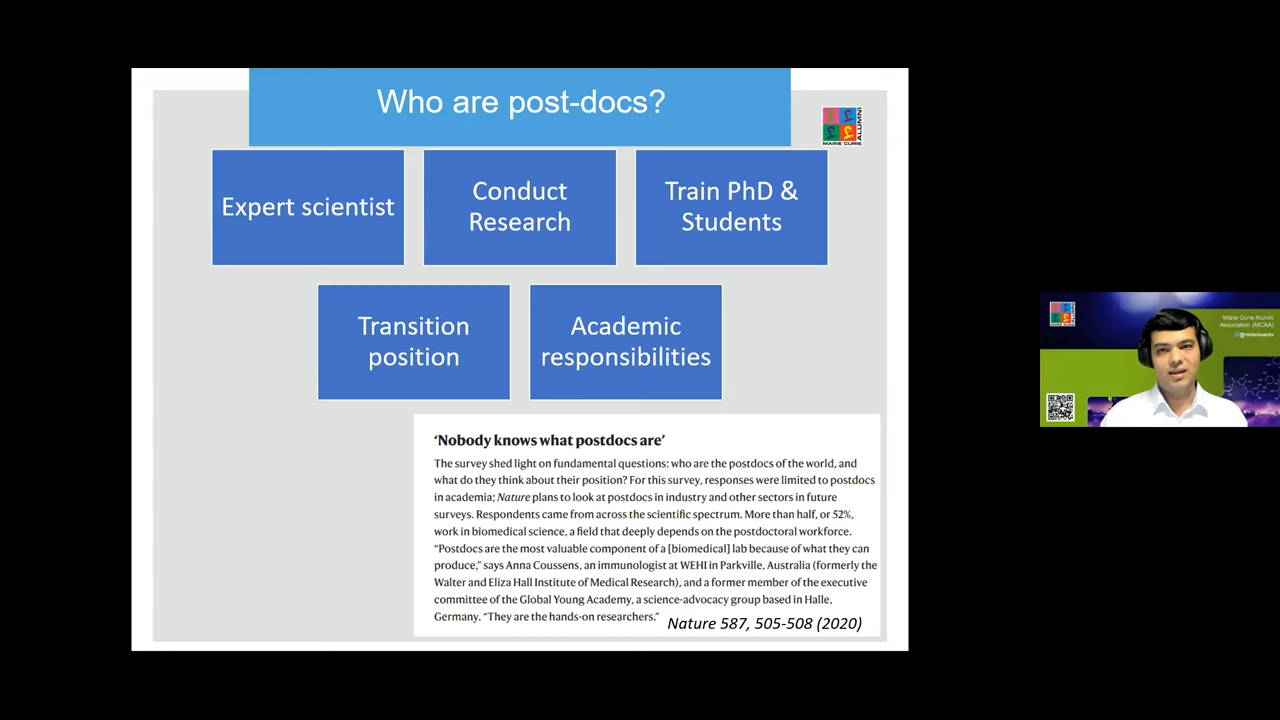 Who are post-docs?
MARIE CURIE
ALUMNI
Expert scientist
Conduct
Research
Train PhD &
Students
Transition
position
Academic
responsibilities
‘Nobody knows what postdocs are’
The survey shed light on fundamental questions: who are the postdocs of the world, and
what do they think about their position? For this survey, responses were limited to postdocs
in academia; Nature plans to look at postdocs in industry and other sectors in future
surveys. Respondents came from across the scientific spectrum. More than half, or 52%,
work in biomedical science, a field that deeply depends on the postdoctoral workforce.
“Postdocs are the most valuable component of a [biomedical] lab because of what they can
produce,” says Anna Coussens, an immunologist at WEHI in Parkville, Australia (formerly the
Walter and Eliza Hall Institute of Medical Research), and a former member of the executive
committee of the Global Young Academy, a science-advocacy group based in Halle,
Germany. “They are the hands-on researchers.”
Nature 587, 505-508 (2020)
Marie Curie Alumni
Association (MCAA)